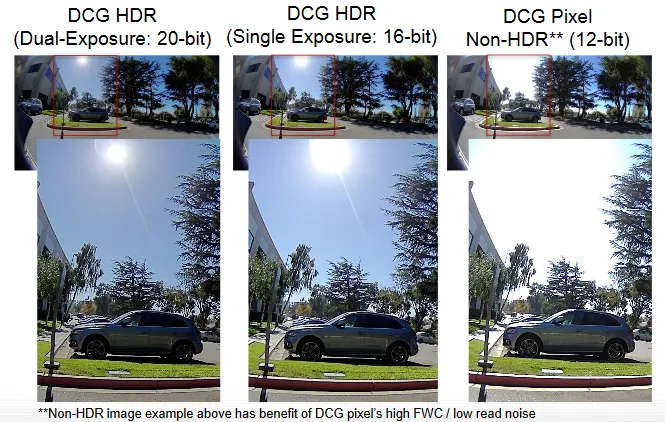 DCG HDR
(Dual-Exposure: 20-bit)
DCG HDR
(Single Exposure: 16-bit)
DCG Pixel
Non-HDR** (12-bit)
**Non-HDR image example above has benefit of DCG pixel's high FWC / low read noise